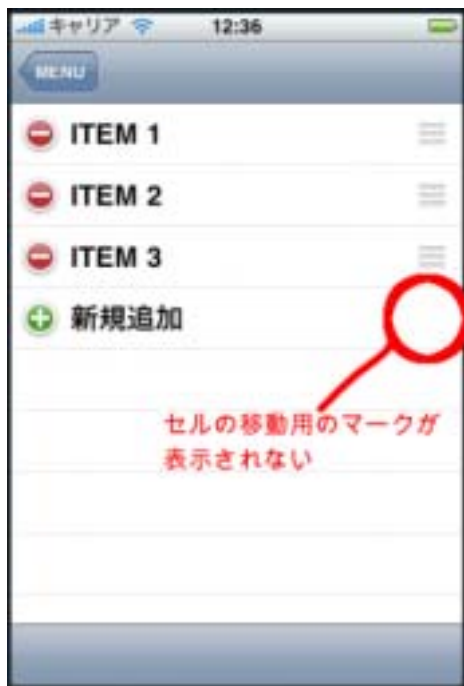 キャリア 12:36
MENU
ITEM 1
ITEM 2
ITEM 3
新規追加
セルの移動用のマークが
表示されない